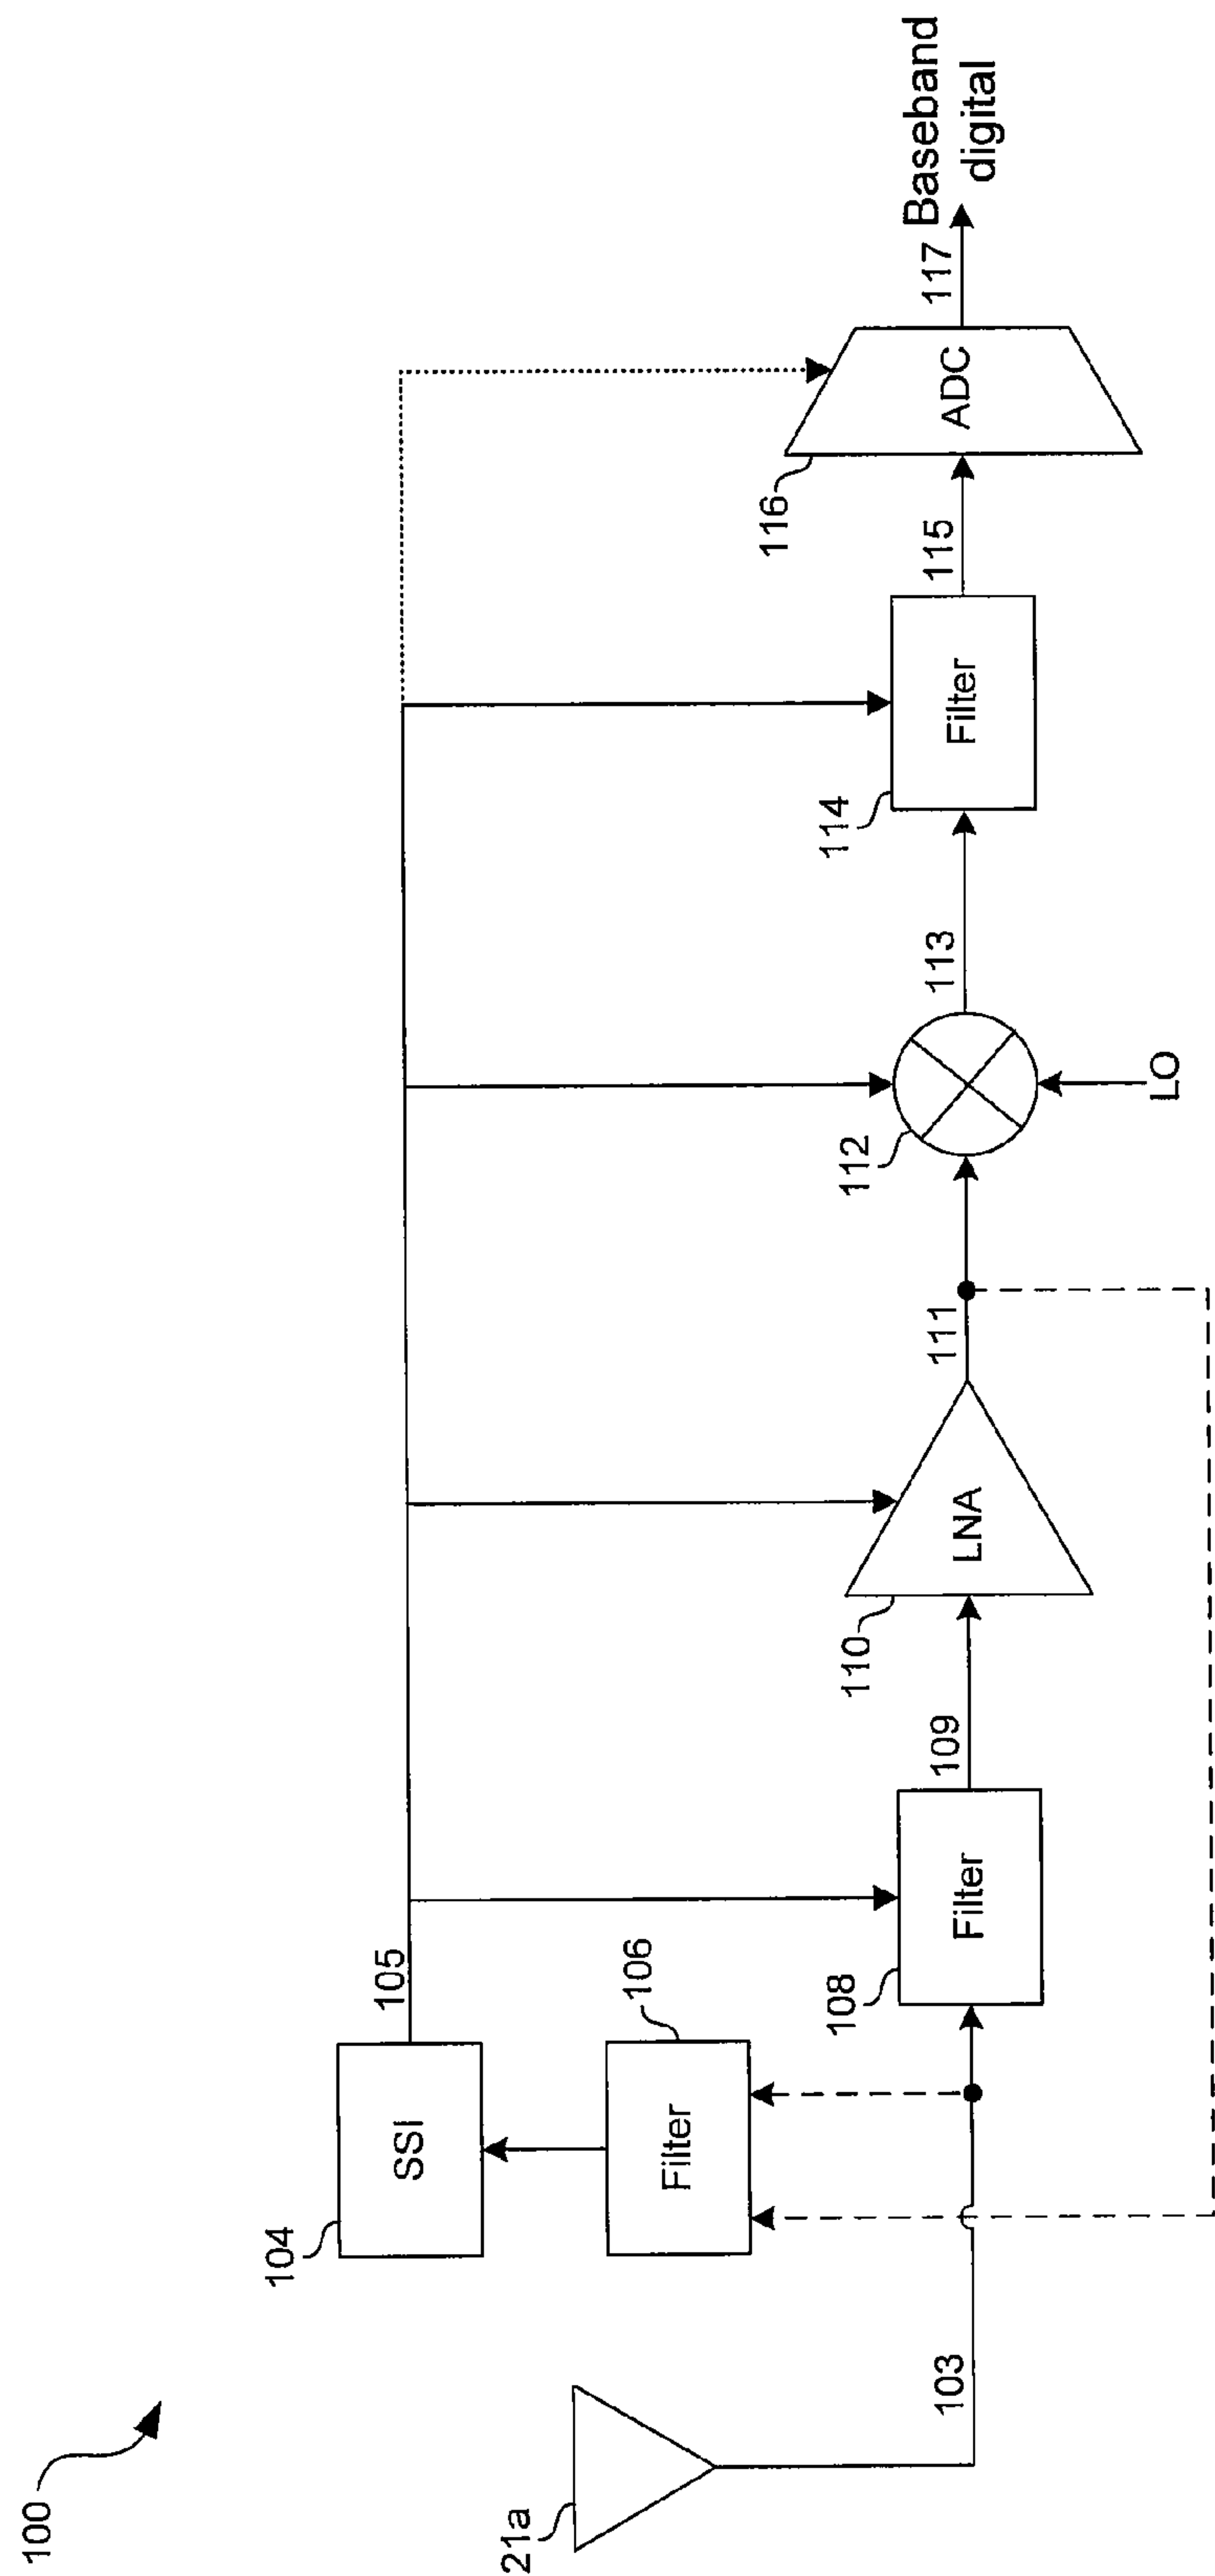 100
21a
103
104
SSI
105
Filter
106
108
Filter
109
110
LNA
111
112
LO
113
114
Filter
115
116
ADC
117
Baseband
digital